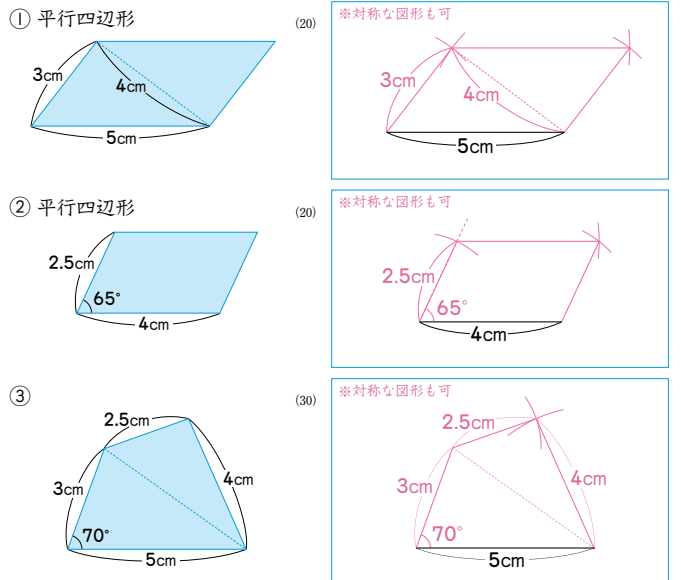 ① 平行四辺形
(20)
3cm
4cm
5cm
※対称な図形も可
3cm
4cm
5cm
② 平行四辺形
(20)
2.5cm
65°
4cm
※対称な図形も可
2.5cm
65°
4cm
③
(30)
2.5cm
3cm
4cm
70°
5cm
※対称な図形も可
2.5cm
3cm
4cm
70°
5cm